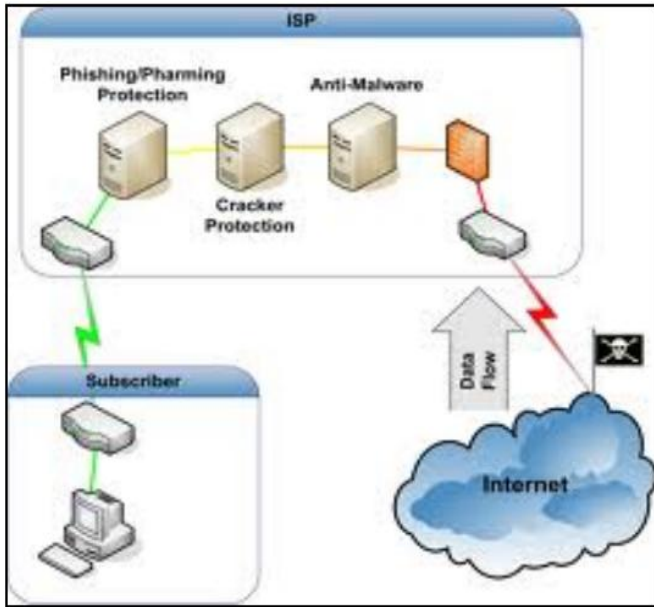 ISP
Phishing/Pharming
Protection
Anti-Malware
Cracker
Protection
Data
Flow
Subscriber
Internet